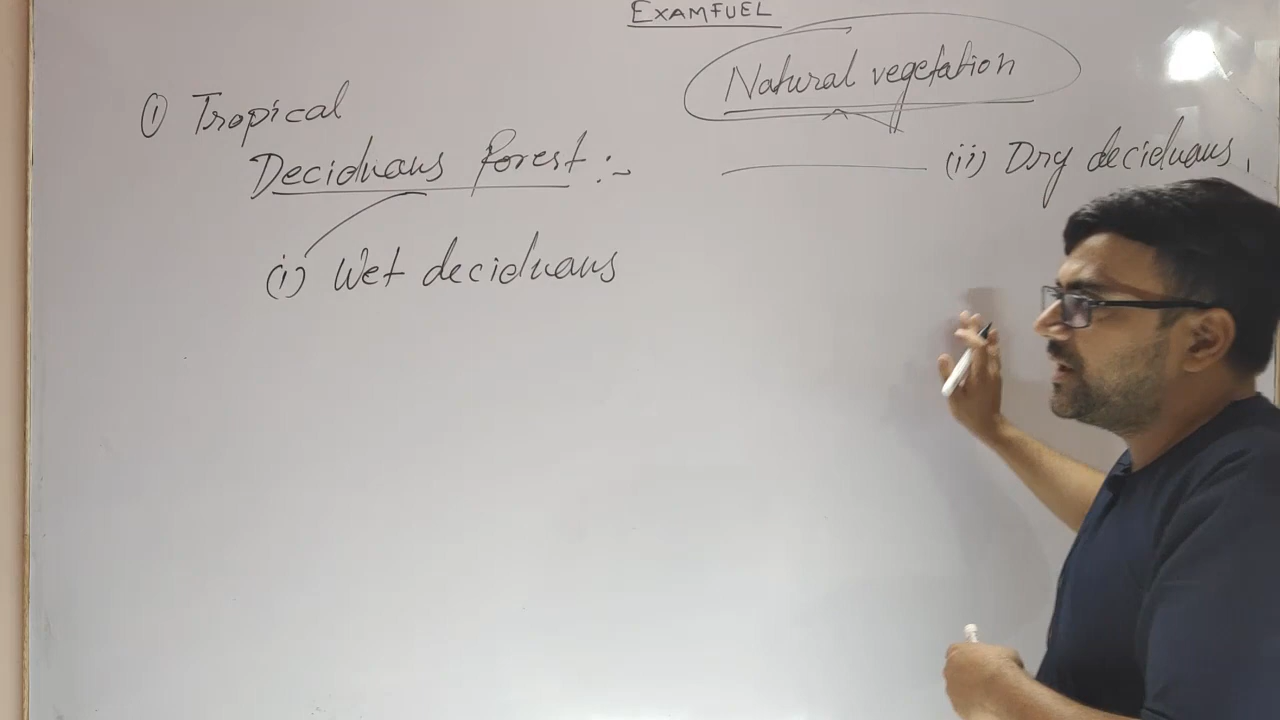 EXAMFUEL
Natural vegetation
① Tropical
Deciduous forest :-
(i) Wet deciduous
(ii) Dry deciduous